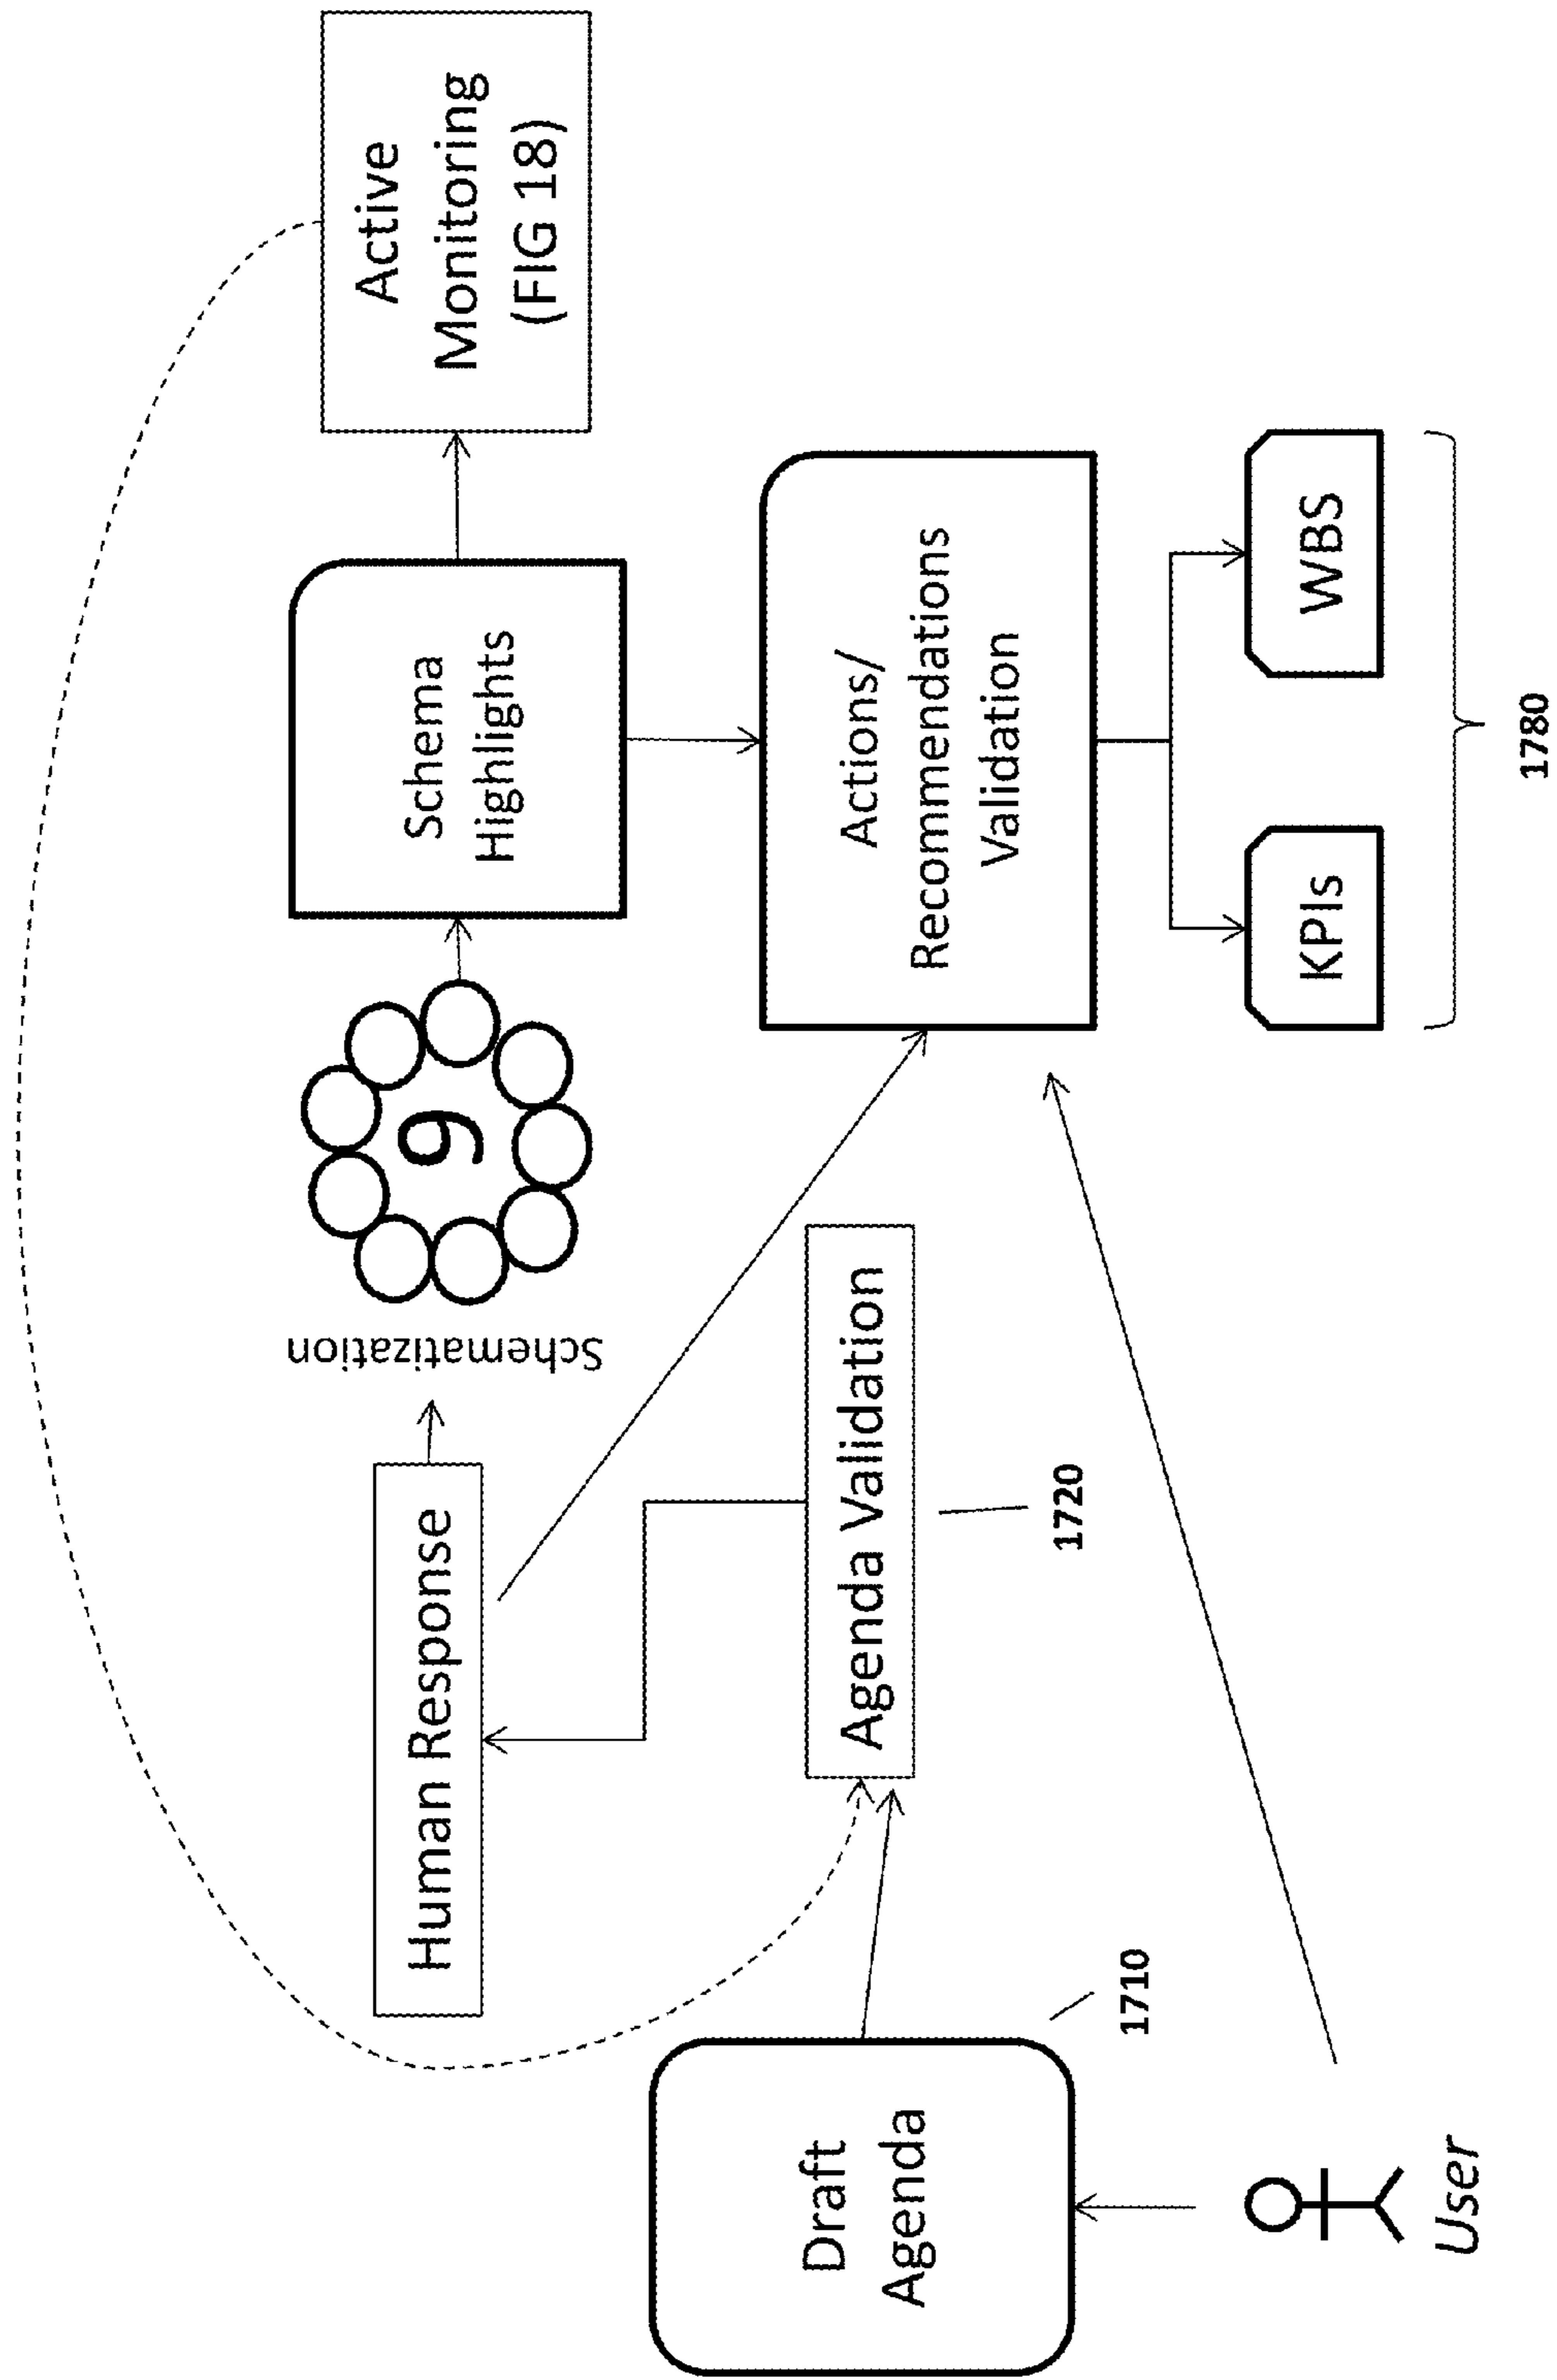 Active
Monitoring
(FIG 18)
Schema
Highlights
9
Schematization
Human Response
Actions/
Recommendations
Validation
Agenda Validation
1720
Draft
Agenda
1710
KPIs
WBS
1780
User